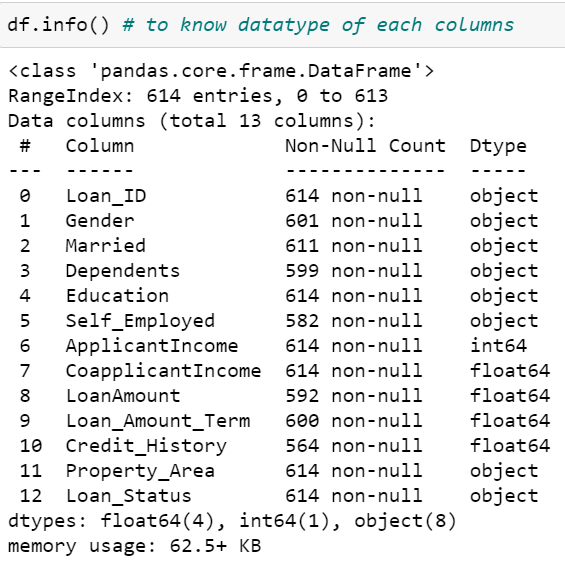 df.info() # to know datatype of each columns
<class 'pandas.core.frame.DataFrame'>
RangeIndex: 614 entries, 0 to 613
Data columns (total 13 columns):
 #   Column             Non-Null Count  Dtype
---  ------             --------------  -----
 0   Loan_ID            614 non-null    object
 1   Gender             601 non-null    object
 2   Married            611 non-null    object
 3   Dependents         599 non-null    object
 4   Education          614 non-null    object
 5   Self_Employed      582 non-null    object
 6   ApplicantIncome    614 non-null    int64
 7   CoapplicantIncome  614 non-null    float64
 8   LoanAmount         592 non-null    float64
 9   Loan_Amount_Term   600 non-null    float64
 10  Credit_History     564 non-null    float64
 11  Property_Area      614 non-null    object
 12  Loan_Status        614 non-null    object
dtypes: float64(4), int64(1), object(8)
memory usage: 62.5+ KB